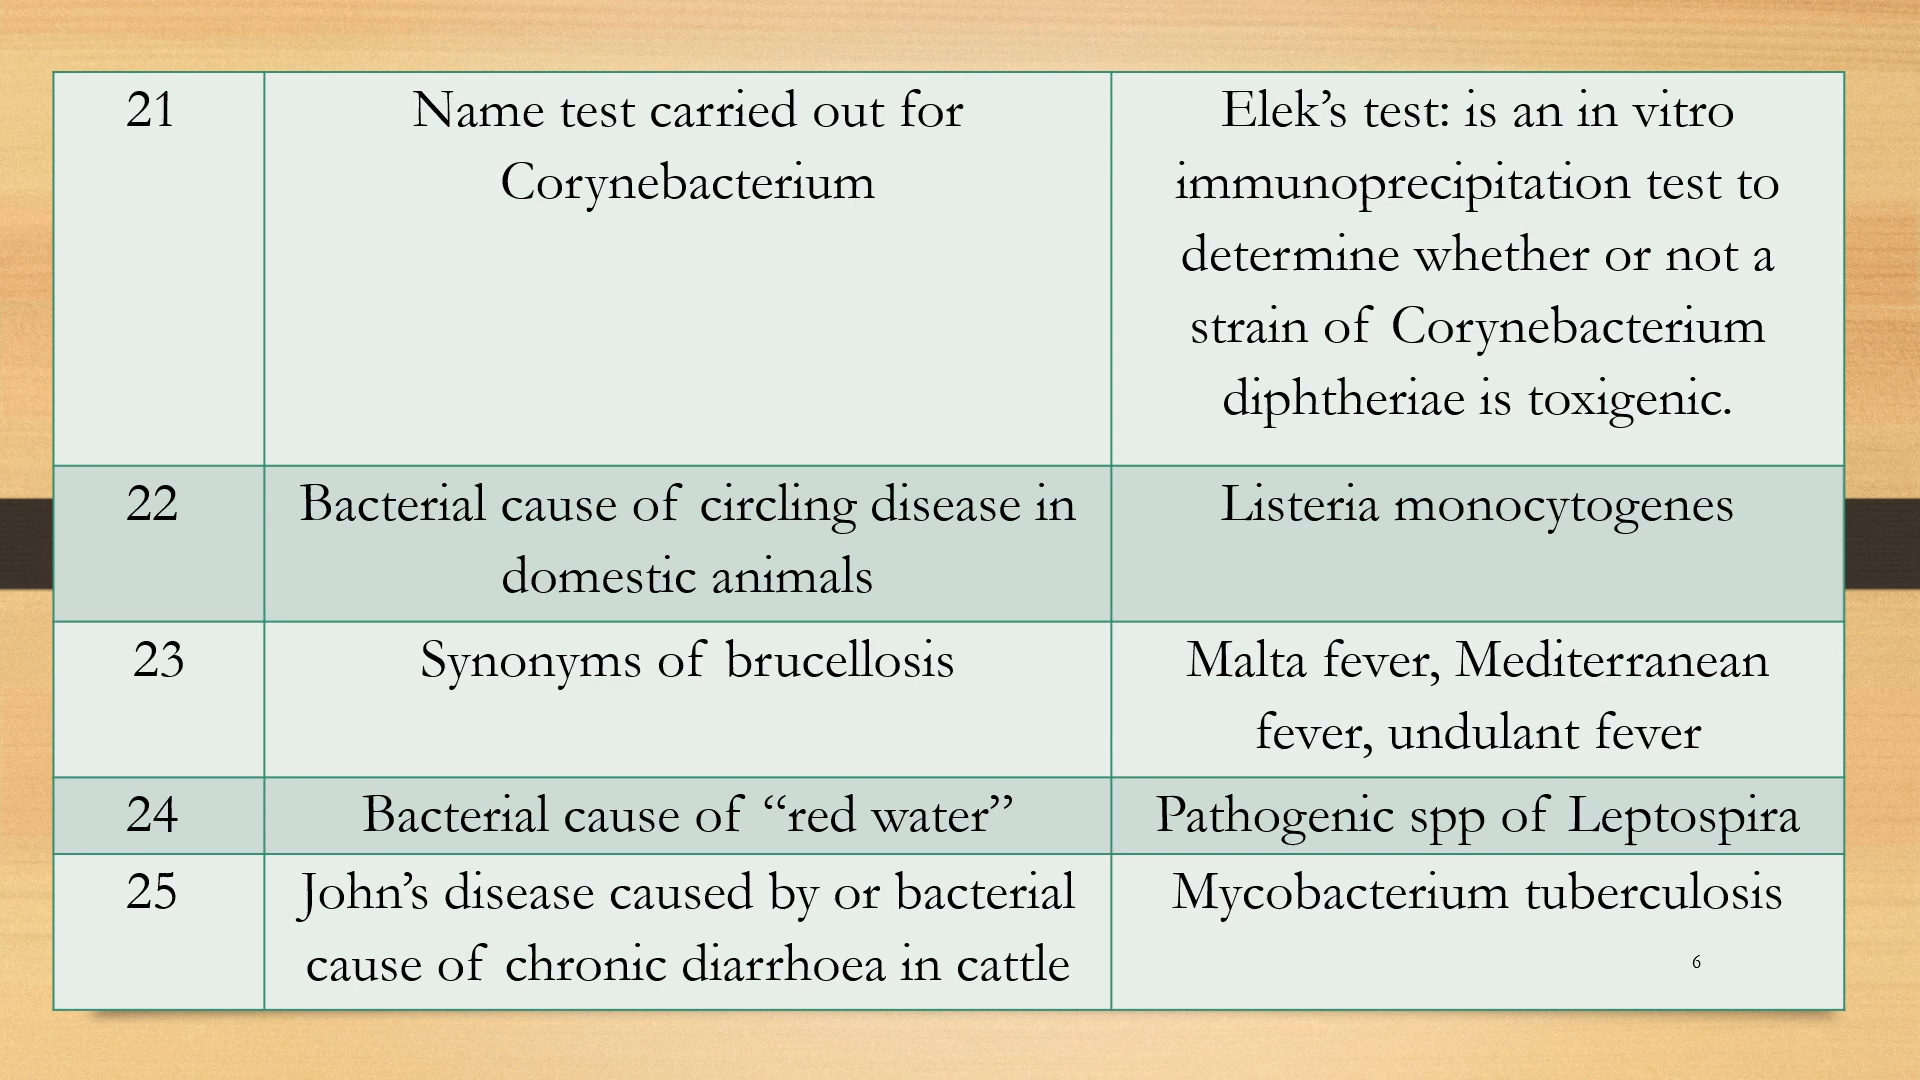 21
Name test carried out for
Corynebacterium
Elek’s test: is an in vitro
immunoprecipitation test to
determine whether or not a
strain of Corynebacterium
diphtheriae is toxigenic.
22
Bacterial cause of circling disease in
domestic animals
Listeria monocytogenes
23
Synonyms of brucellosis
Malta fever, Mediterranean
fever, undulant fever
24
Bacterial cause of “red water”
Pathogenic spp of Leptospira
25
John’s disease caused by or bacterial
cause of chronic diarrhoea in cattle
Mycobacterium tuberculosis
6